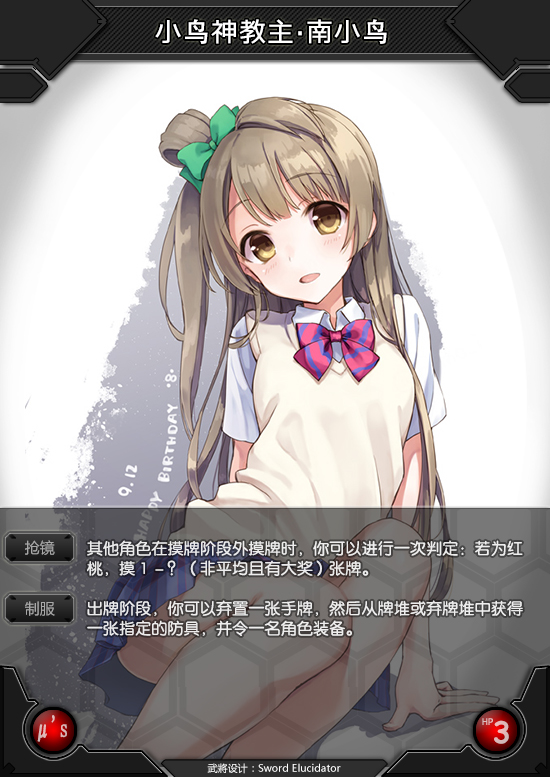 小鸟神教主·南小鸟
·8·
9.12
HAPPY BIRTHDAY
抢镜
其他角色在摸牌阶段外摸牌时，你可以进行一次判定：若为红
桃，摸 1 -？（非平均且有大奖）张牌。
制服
出牌阶段，你可以弃置一张手牌，然后从牌堆或弃牌堆中获得
一张指定的防具，并令一名角色装备。
μ's
HP 3
武將设计：Sword Elucidator